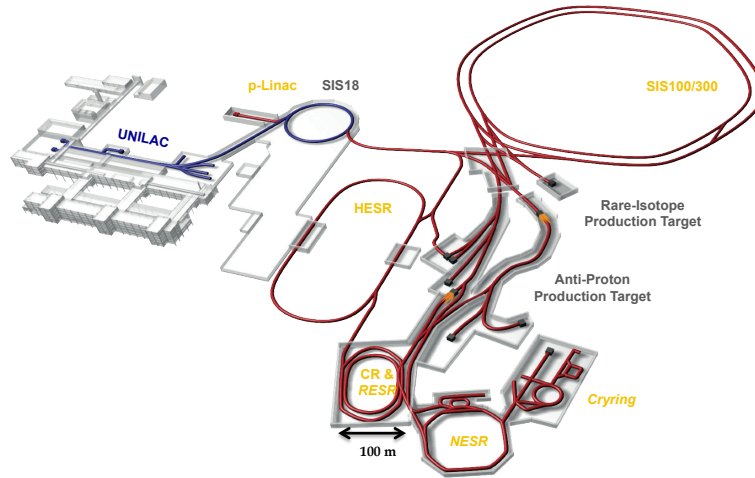 p-Linac
SIS18
SIS100/300
UNILAC
HESR
Rare-Isotope
Production Target
Anti-Proton
Production Target
CR &
RESR
Cryring
NESR
100 m